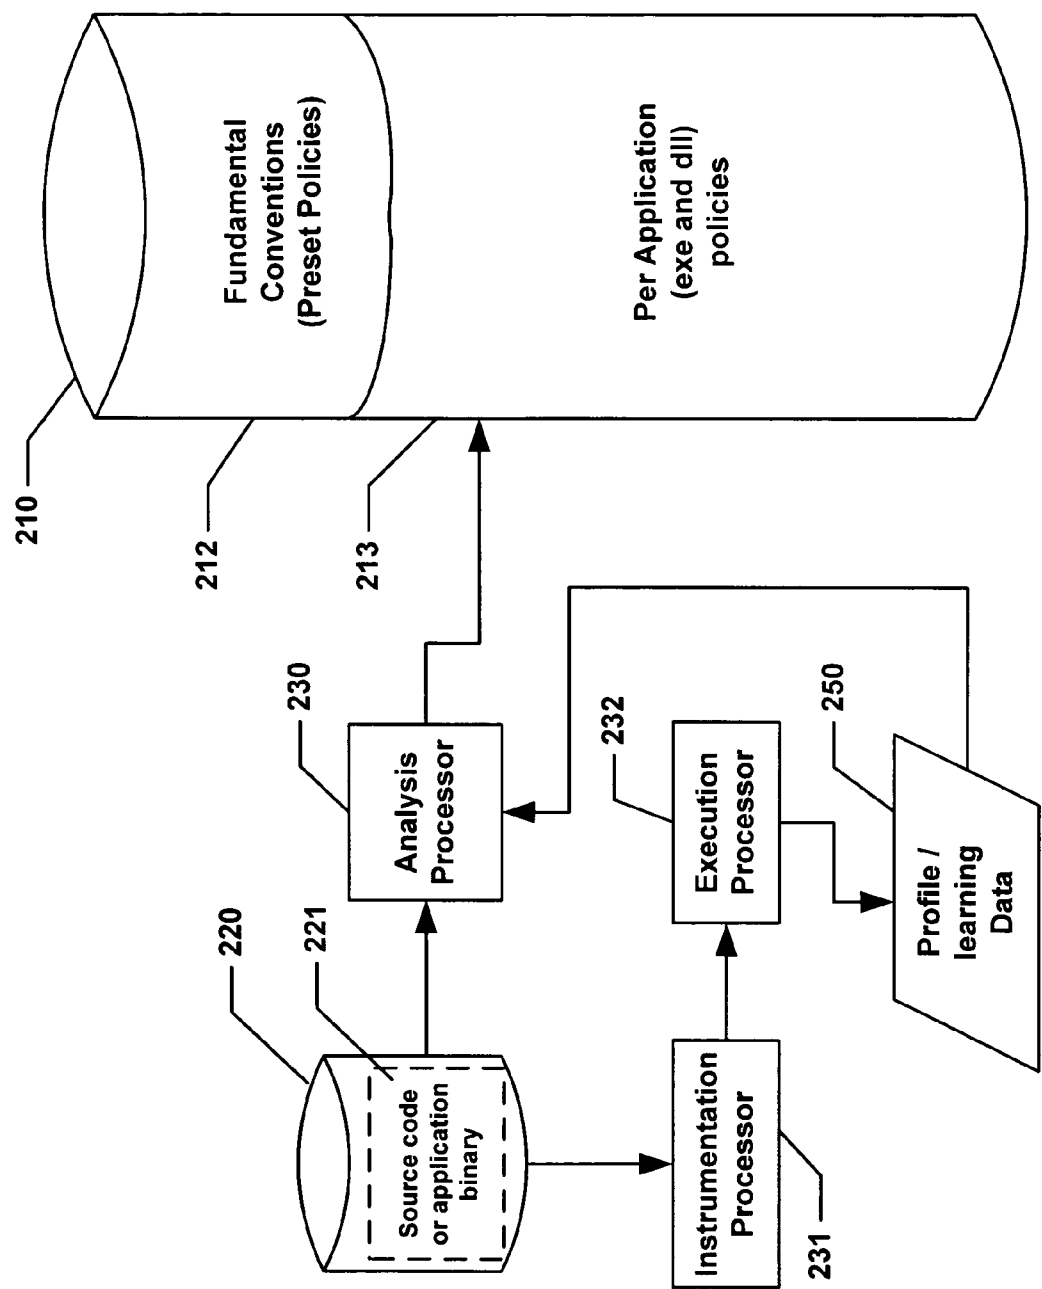 220
221
Source code
or application
binary
230
Analysis
Processor
210
212
213
Fundamental
Conventions
(Preset Policies)
Per Application
(exe and dll)
policies
Instrumentation
Processor
231
232
Execution
Processor
250
Profile /
learning
Data